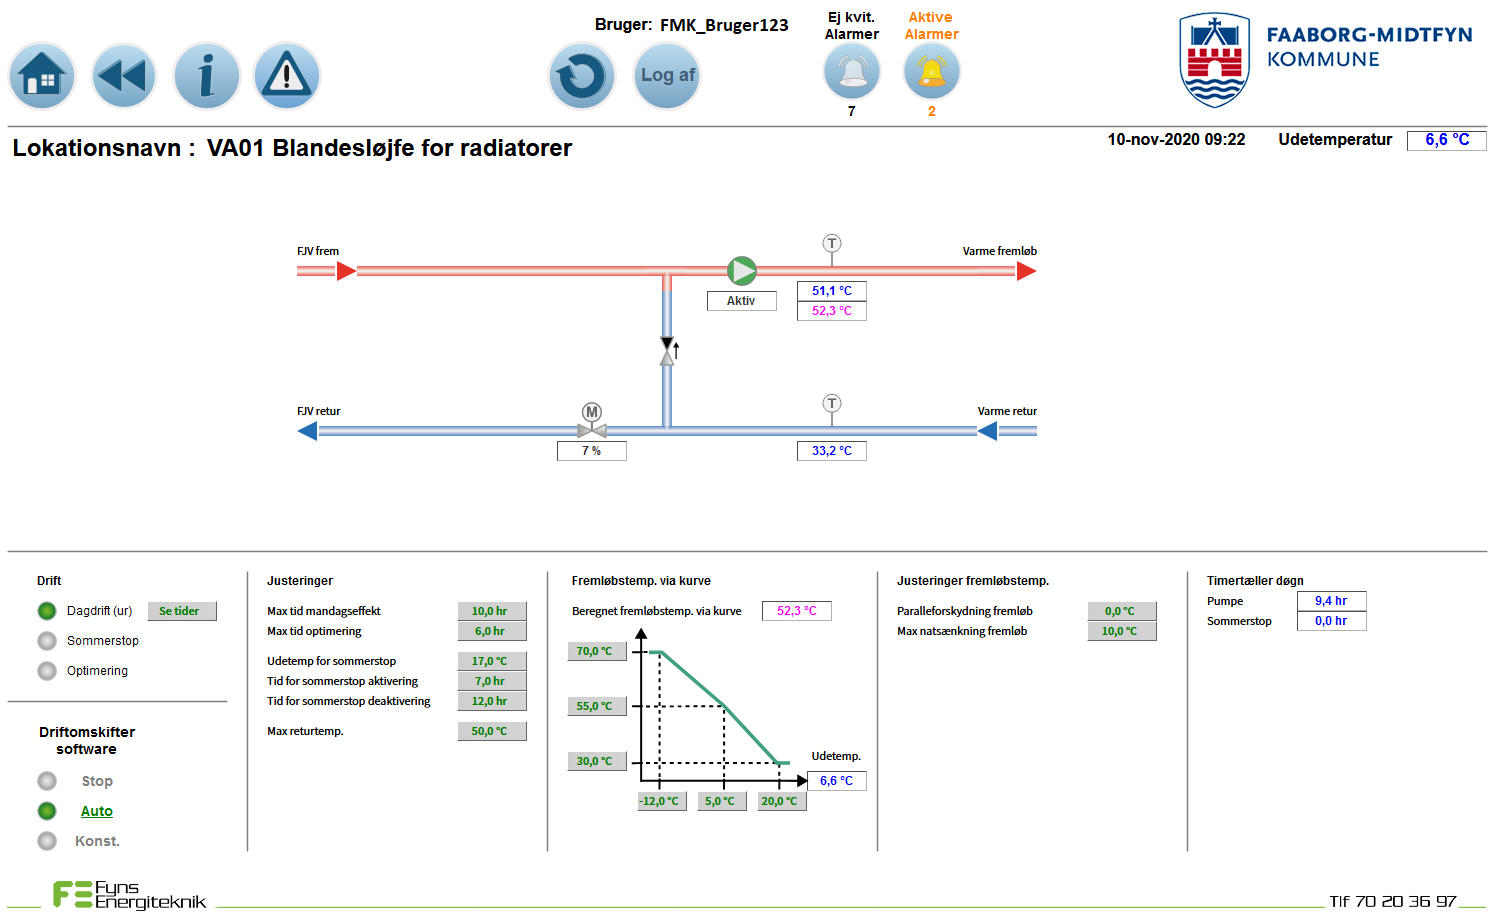 Bruger: FMK_Bruger123
Ej kvit.
Alarmer
7
Aktive
Alarmer
2
i
Log af
FAABORG-MIDTFYN
KOMMUNE
Lokationsnavn : VA01 Blandesløjfe for radiatorer
10-nov-2020 09:22 Udetemperatur 6,6 °C
FJV frem
T
Varme fremløb
Aktiv
51,1 °C
52,3 °C
FJV retur
M
T
Varme retur
7 %
33,2 °C
Drift
Dagdrift (ur) Se tider
Sommerstop
Optimering
Driftomskifter
software
Stop
Auto
Konst.
Justeringer
Max tid mandagseffekt 10,0 hr
Max tid optimering 6,0 hr
Udetemp for sommerstop 17,0 °C
Tid for sommerstop aktivering 7,0 hr
Tid for sommerstop deaktivering 12,0 hr
Max returtemp. 50,0 °C
Fremløbstemp. via kurve
Beregnet fremløbstemp. via kurve 52,3 °C
70,0 °C
55,0 °C
30,0 °C
Udetemp.
6,6 °C
-12,0 °C 5,0 °C 20,0 °C
Justeringer fremløbstemp.
Paralleforskydning fremløb 0,0 °C
Max natsænkning fremløb 10,0 °C
Timertæller døgn
Pumpe 9,4 hr
Sommerstop 0,0 hr
FE Fyns
Energiteknik
Tlf 70 20 36 97